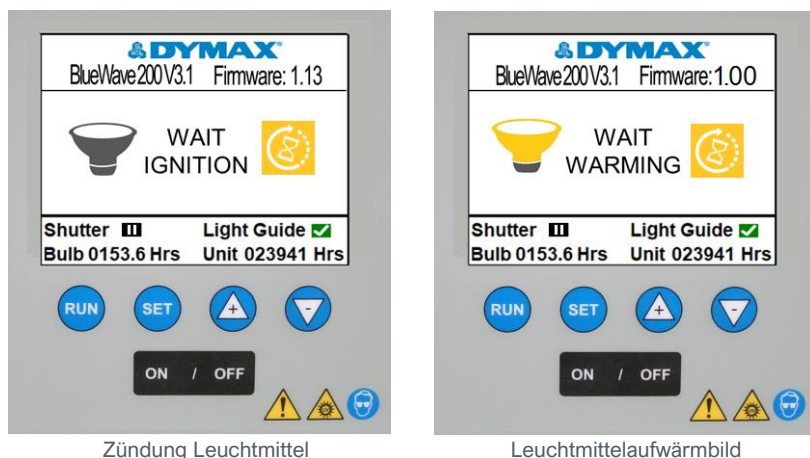 DYMAX®
BlueWave 200 V3.1 Firmware: 1.13
WAIT
IGNITION
Shutter Light Guide
Bulb 0153.6 Hrs Unit 023941 Hrs
RUN SET + -
ON / OFF
Zündung Leuchtmittel
DYMAX®
BlueWave 200 V3.1 Firmware: 1.00
WAIT
WARMING
Shutter Light Guide
Bulb 0153.6 Hrs Unit 023941 Hrs
RUN SET + -
ON / OFF
Leuchtmittelaufwärmbild